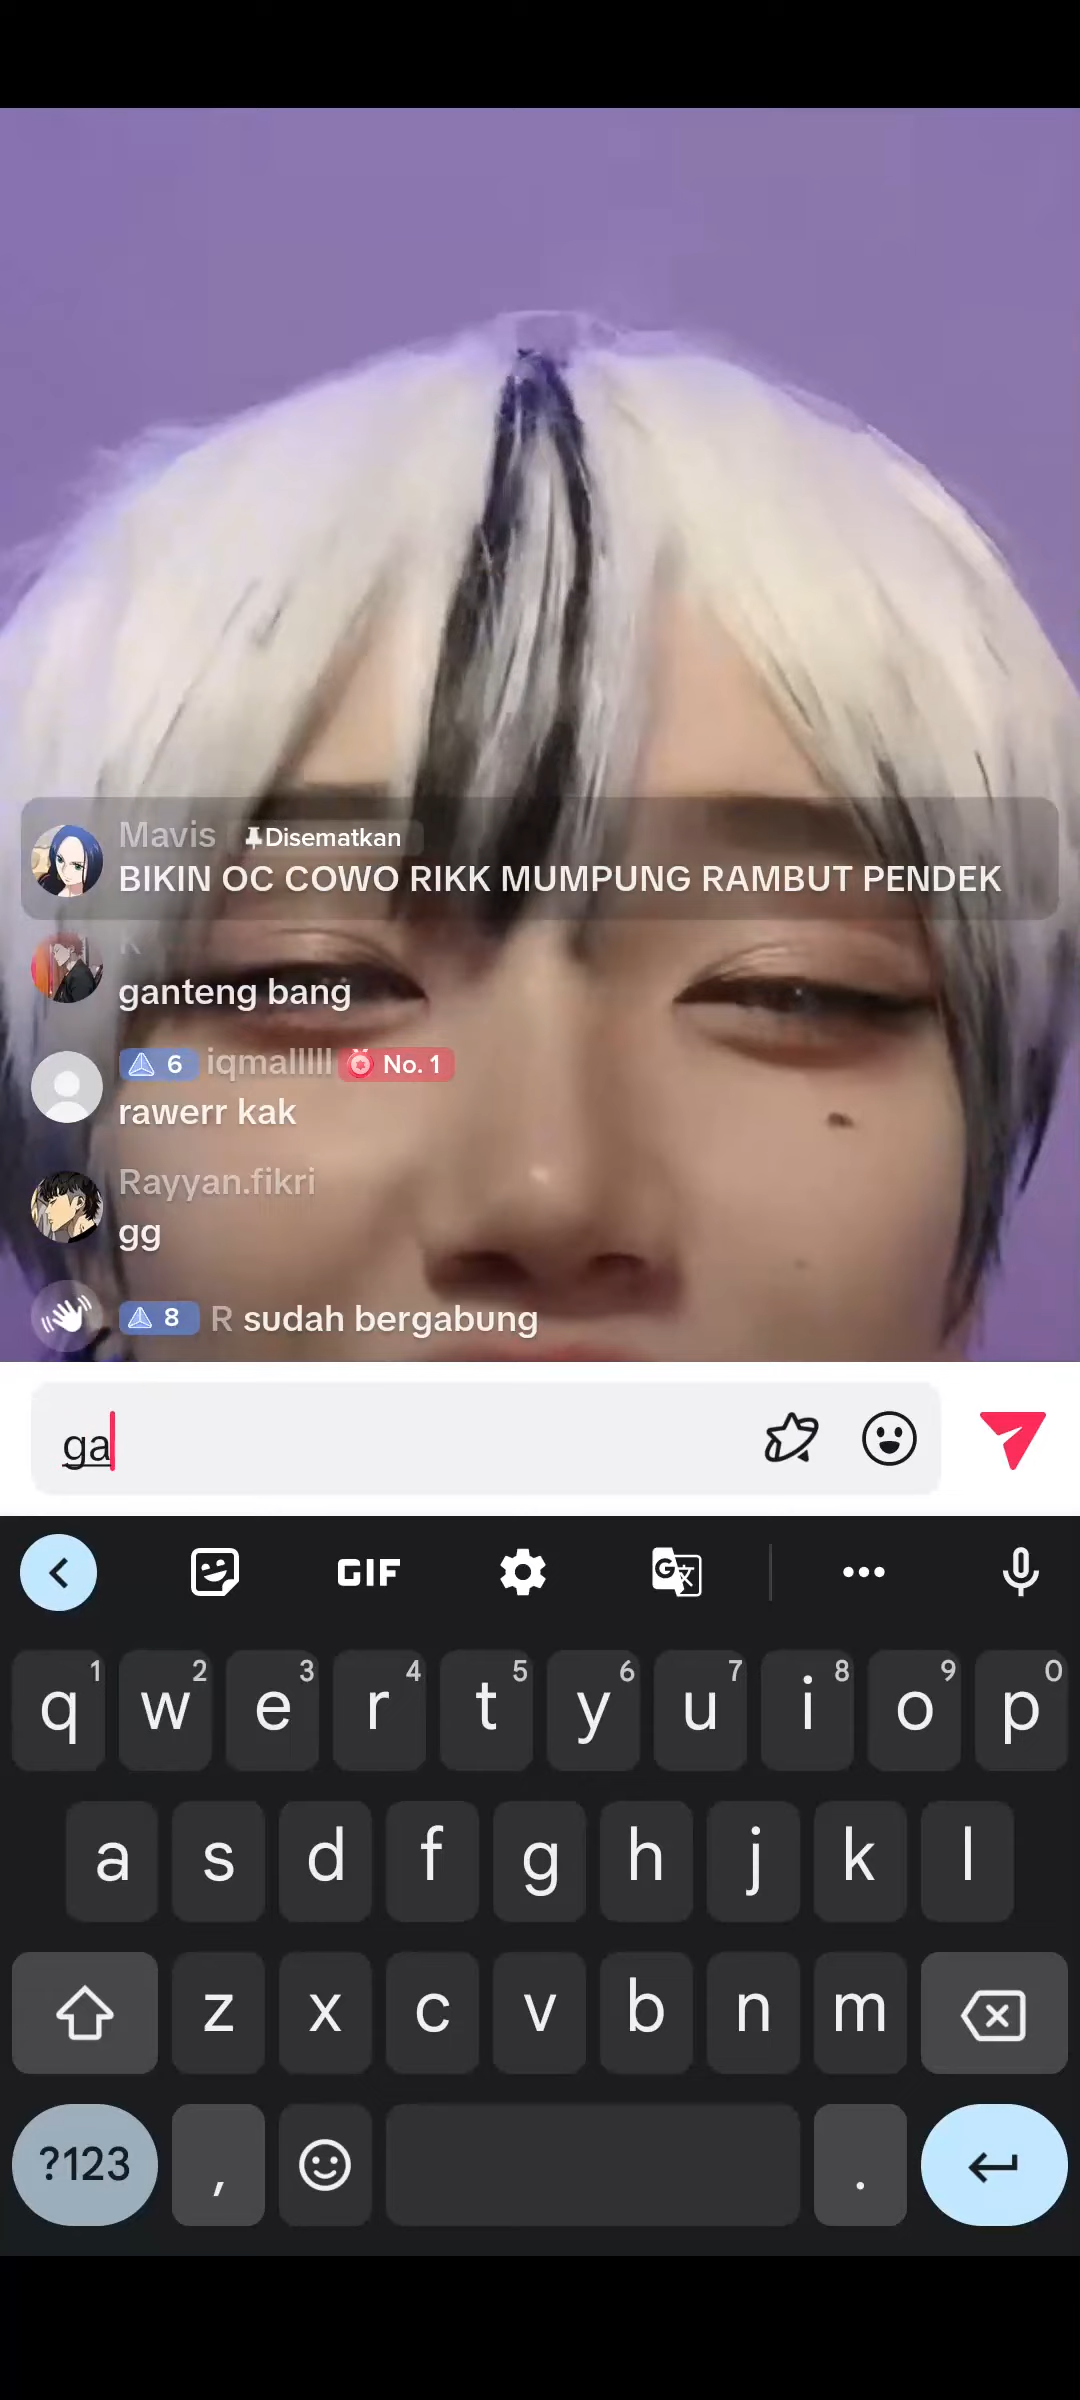 Mavis Disematkan
BIKIN OC COWO RIKK MUMPUNG RAMBUT PENDEK
R
ganteng bang
6 iqmalllll No. 1
rawerr kak
Rayyan.fikri
gg
8 R sudah bergabung
ga
GIF
1 2 3 4 5 6 7 8 9 0
q w e r t y u i o p
a s d f g h j k l
z x c v b n m
?123 , .